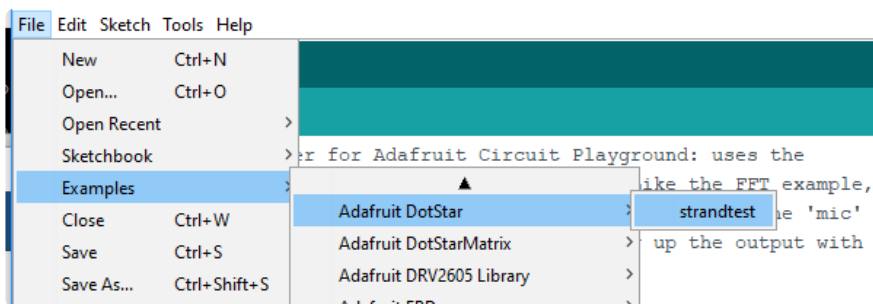 File Edit Sketch Tools Help
New Ctrl+N
Open... Ctrl+O
Open Recent
Sketchbook
er for Adafruit Circuit Playground: uses the
Examples
ike the FFT example,
Adafruit DotStar
strandtest
e 'mic'
Close Ctrl+W
Adafruit DotStarMatrix
up the output with
Save Ctrl+S
Adafruit DRV2605 Library
Save As... Ctrl+Shift+S